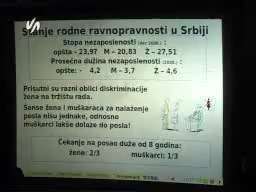 Stanje rodne ravnopravnosti u Srbiji
Stopa nezaposlenosti :
opšta - 23,97 M – 20,83 Ž – 27,51
Prosečna dužina nezaposlenosti :
opšte: - 4,2 M – 3,7 Ž – 4,6
Prisutni su razni oblici diskriminacije
žena na tržištu rada.
Šanse žena i muškaraca za nalaženje
posla nisu jednake, odnosno
muškarci lakše dolaze do posla!
Čekanje na posao duže od 8 godina:
žene: 2/3 muškarci: 1/3